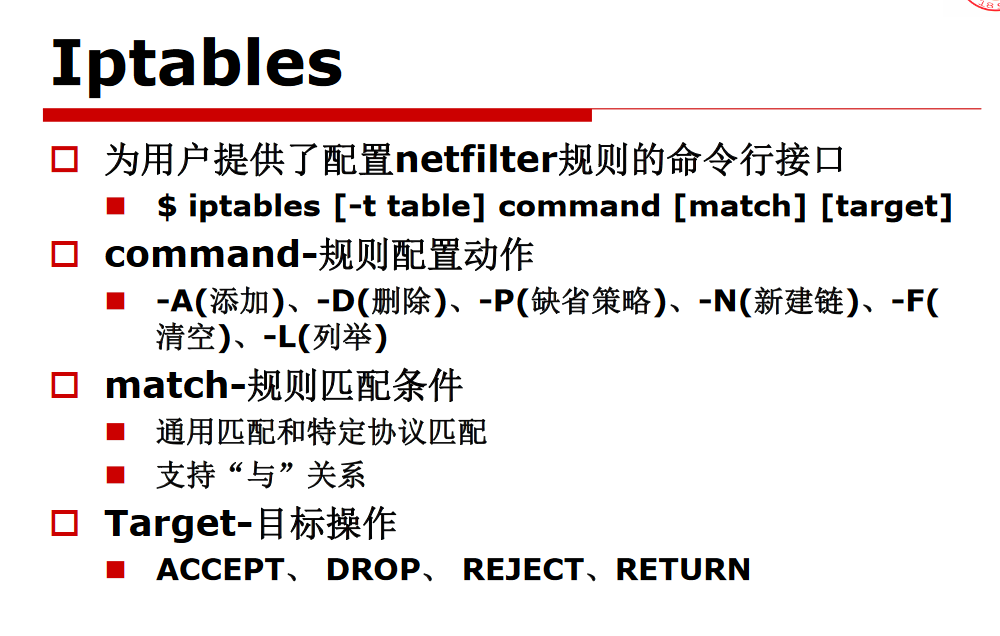 Iptables
为用户提供了配置netfilter规则的命令行接口
$ iptables [-t table] command [match] [target]
command-规则配置动作
-A(添加)、-D(删除)、-P(缺省策略)、-N(新建链)、-F(
清空)、-L(列举)
match-规则匹配条件
通用匹配和特定协议匹配
支持“与”关系
Target-目标操作
ACCEPT、 DROP、 REJECT、RETURN